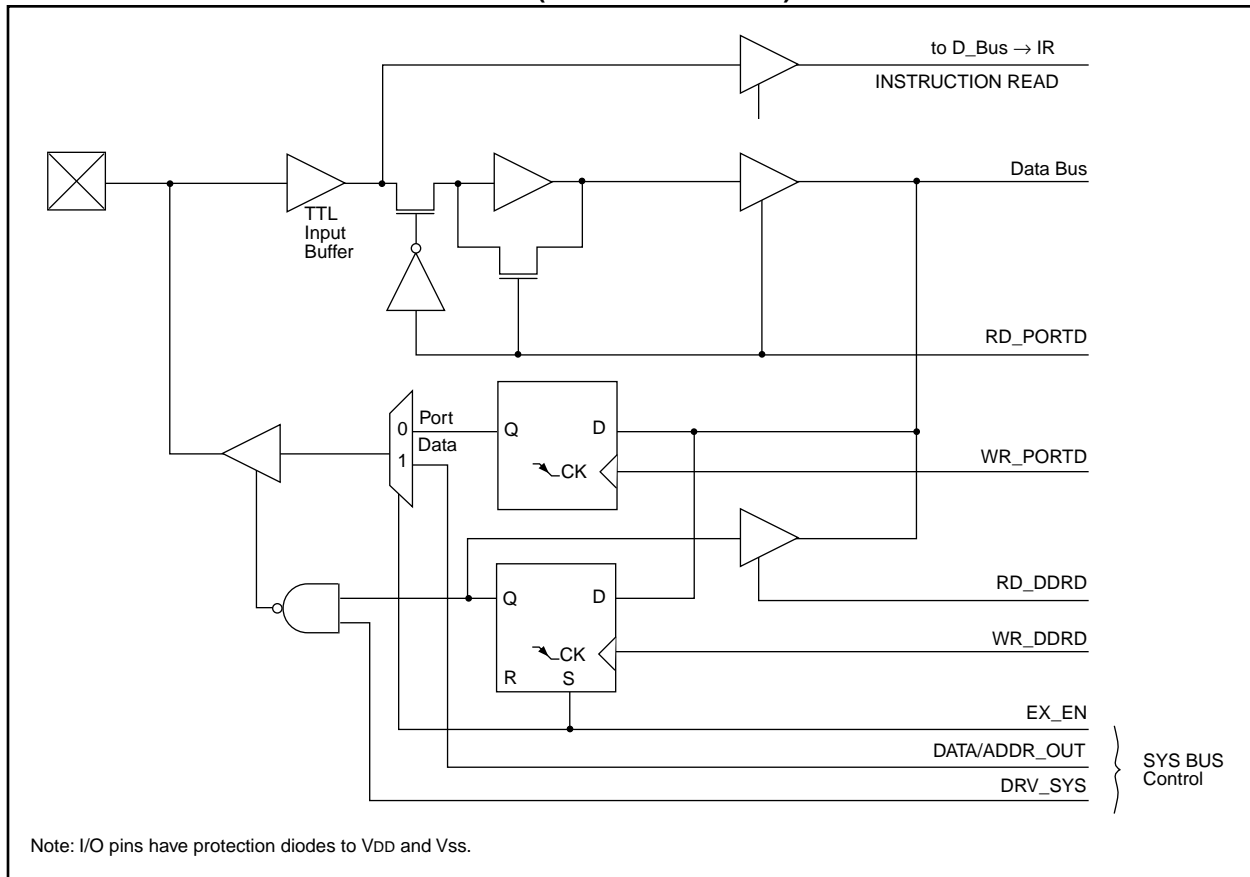 to D_Bus → IR
INSTRUCTION READ
Data Bus
TTL
Input
Buffer
RD_PORTD
0
Port
Q
D
Data
1
CK
WR_PORTD
Q
D
RD_DDRD
CK
WR_DDRD
R
S
EX_EN
DATA/ADDR_OUT
SYS BUS
Control
DRV_SYS
Note: I/O pins have protection diodes to VDD and Vss.